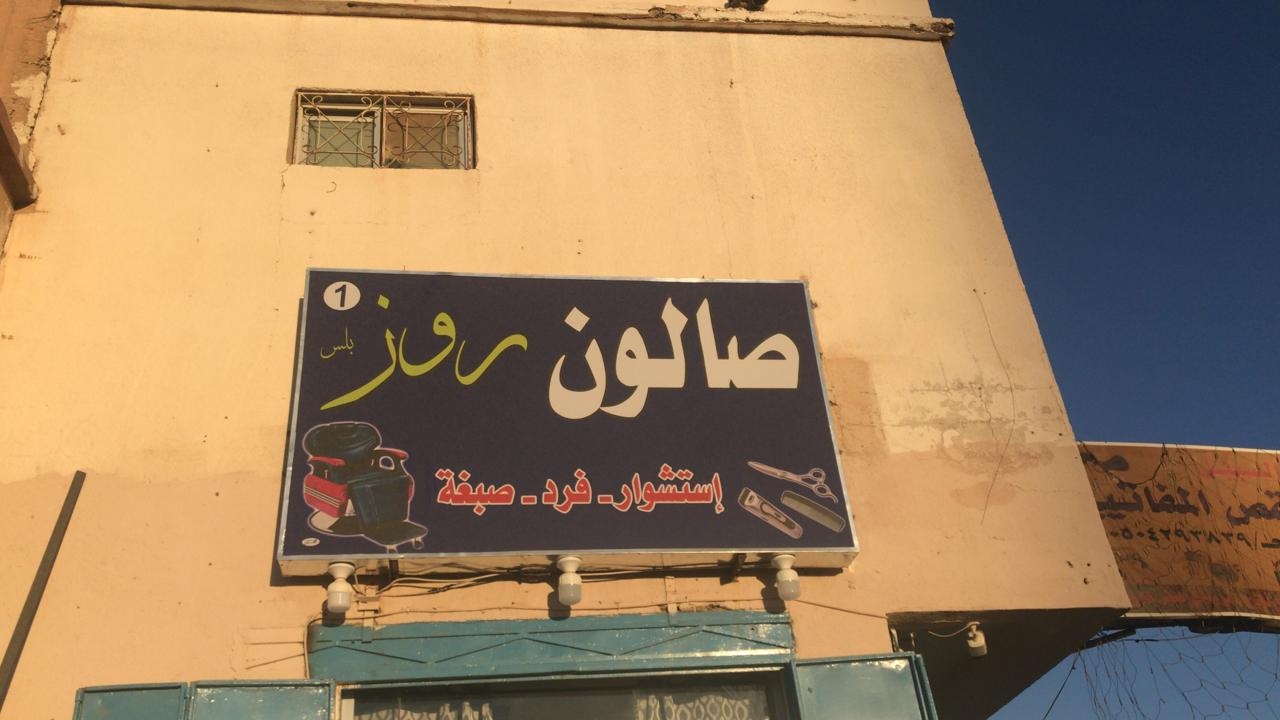 صالون روز
بلس
1
إستشوار - فرد - صبغة